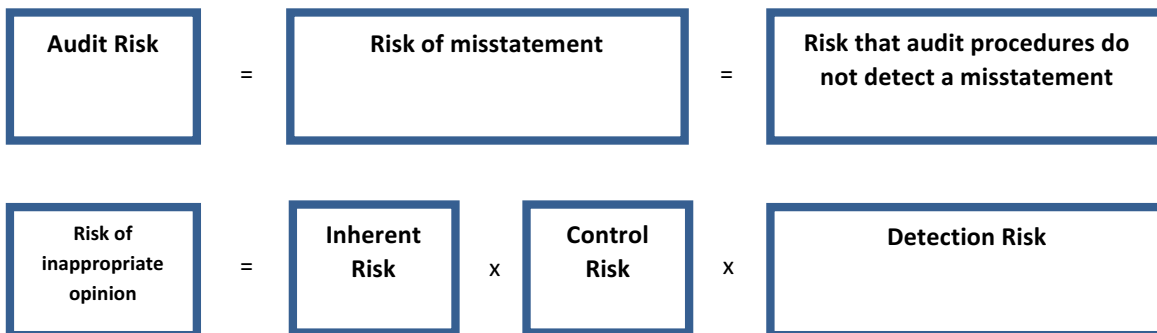 Audit Risk
=
Risk of misstatement
=
Risk that audit procedures do
not detect a misstatement
Risk of
inappropriate
opinion
=
Inherent
Risk
x
Control
Risk
x
Detection Risk